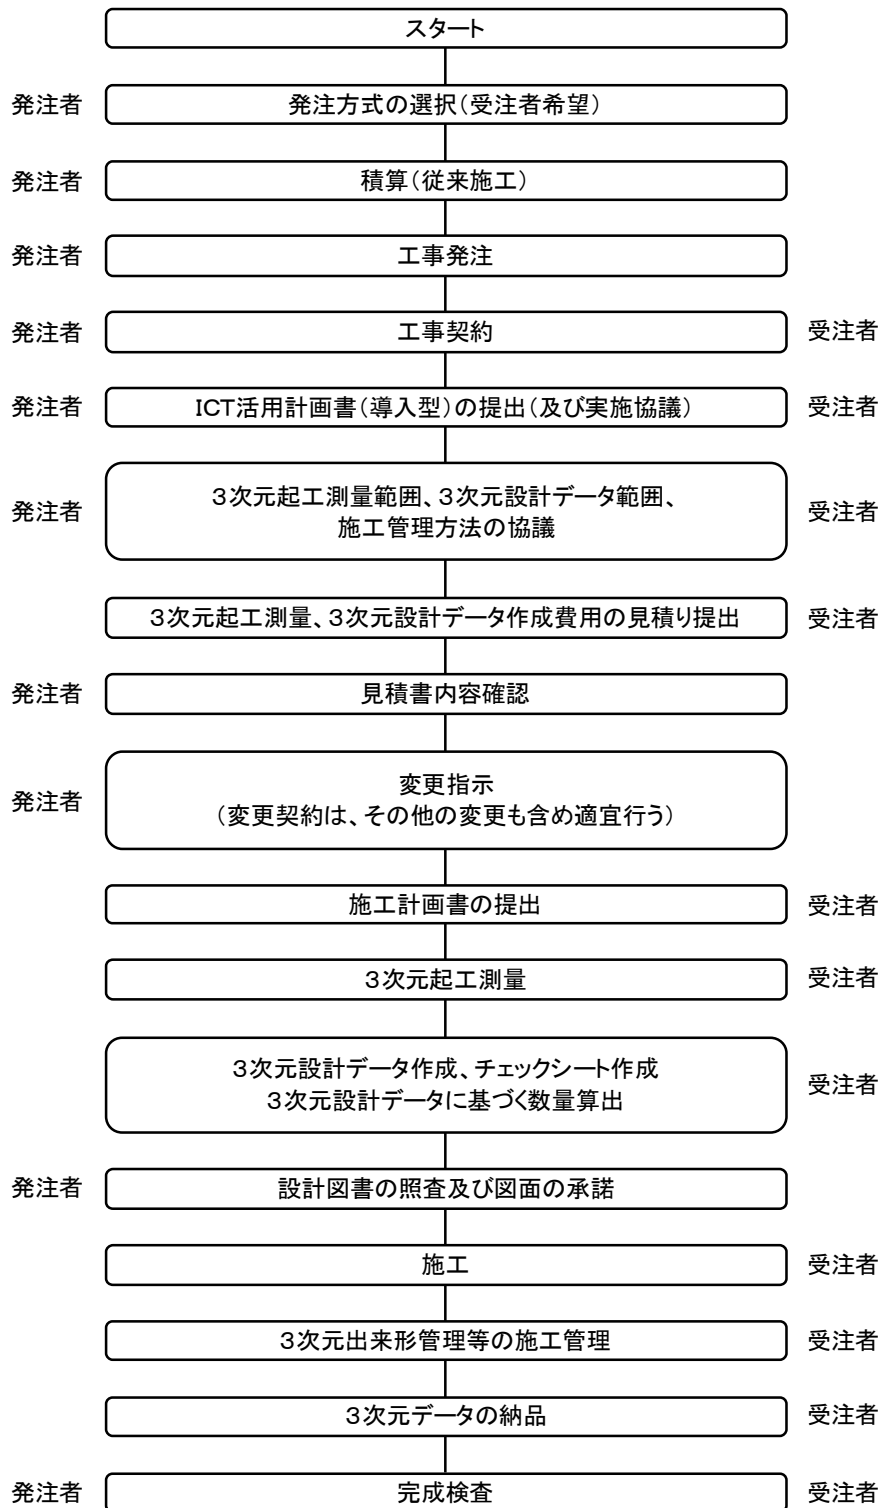 スタート
発注者 発注方式の選択(受注者希望)
発注者 積算(従来施工)
発注者 工事発注
発注者 工事契約 受注者
発注者 ICT活用計画書(導入型)の提出(及び実施協議) 受注者
発注者 3次元起工測量範囲、3次元設計データ範囲、 受注者
施工管理方法の協議
3次元起工測量、3次元設計データ作成費用の見積り提出 受注者
発注者 見積書内容確認
発注者 変更指示
(変更契約は、その他の変更も含め適宜行う)
施工計画書の提出 受注者
3次元起工測量 受注者
3次元設計データ作成、チェックシート作成 受注者
3次元設計データに基づく数量算出
発注者 設計図書の照査及び図面の承諾
施工 受注者
3次元出来形管理等の施工管理 受注者
3次元データの納品 受注者
発注者 完成検査 受注者